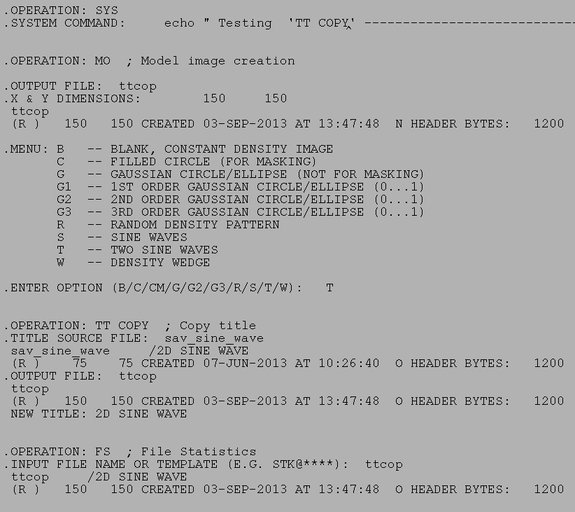 .OPERATION: SYS
.SYSTEM COMMAND:     echo " Testing  'TT COPY' ----------------------------
.OPERATION: MO  ; Model image creation
.OUTPUT FILE:  ttcop
.X & Y DIMENSIONS:        150     150
ttcop
(R )   150   150 CREATED 03-SEP-2013 AT 13:47:48  N HEADER BYTES:   1200
.MENU: B   -- BLANK, CONSTANT DENSITY IMAGE
C   -- FILLED CIRCLE (FOR MASKING)
G   -- GAUSSIAN CIRCLE/ELLIPSE (NOT FOR MASKING)
G1  -- 1ST ORDER GAUSSIAN CIRCLE/ELLIPSE (0...1)
G2  -- 2ND ORDER GAUSSIAN CIRCLE/ELLIPSE (0...1)
G3  -- 3RD ORDER GAUSSIAN CIRCLE/ELLIPSE (0...1)
R   -- RANDOM DENSITY PATTERN
S   -- SINE WAVES
T   -- TWO SINE WAVES
W   -- DENSITY WEDGE
.ENTER OPTION (B/C/CM/G/G2/G3/R/S/T/W):   T
.OPERATION: TT COPY  ; Copy title
.TITLE SOURCE FILE:  sav_sine_wave
sav_sine_wave     /2D SINE WAVE
(R )    75    75 CREATED 07-JUN-2013 AT 10:26:40  O HEADER BYTES:   1200
.OUTPUT FILE:  ttcop
ttcop
(R )   150   150 CREATED 03-SEP-2013 AT 13:47:48  O HEADER BYTES:   1200
NEW TITLE: 2D SINE WAVE
.OPERATION: FS  ; File Statistics
.INPUT FILE NAME OR TEMPLATE (E.G. STK@****):  ttcop
ttcop     /2D SINE WAVE
(R )   150   150 CREATED 03-SEP-2013 AT 13:47:48  O HEADER BYTES:   1200